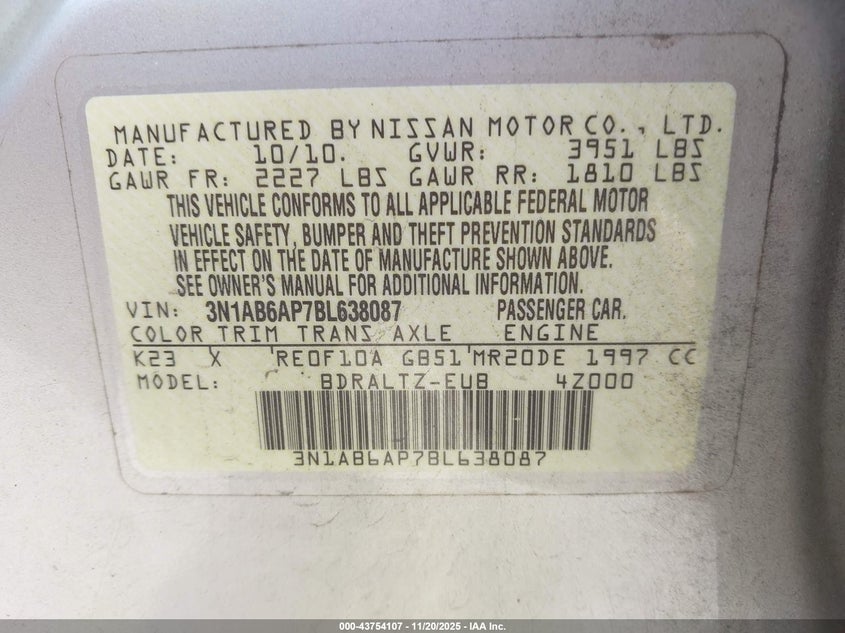 MANUFACTURED BY NISSAN MOTOR CO., LTD.
DATE: 10/10. GVWR: 3951 LBS
GAWR FR: 2227 LBS GAWR RR: 1810 LBS
THIS VEHICLE CONFORMS TO ALL APPLICABLE FEDERAL MOTOR
VEHICLE SAFETY, BUMPER AND THEFT PREVENTION STANDARDS
IN EFFECT ON THE DATE OF MANUFACTURE SHOWN ABOVE.
SEE OWNER'S MANUAL FOR ADDITIONAL INFORMATION.
VIN: 3N1AB6AP7BL638087 PASSENGER CAR.
COLOR TRIM TRANS AXLE ENGINE
K23 X RE0F10A GB51 MR20DE 1997 CC
MODEL: BDRALTZ-EUB 4Z000
3N1AB6AP7BL638087
000-43754107 - 11/20/2025 - IAA Inc.